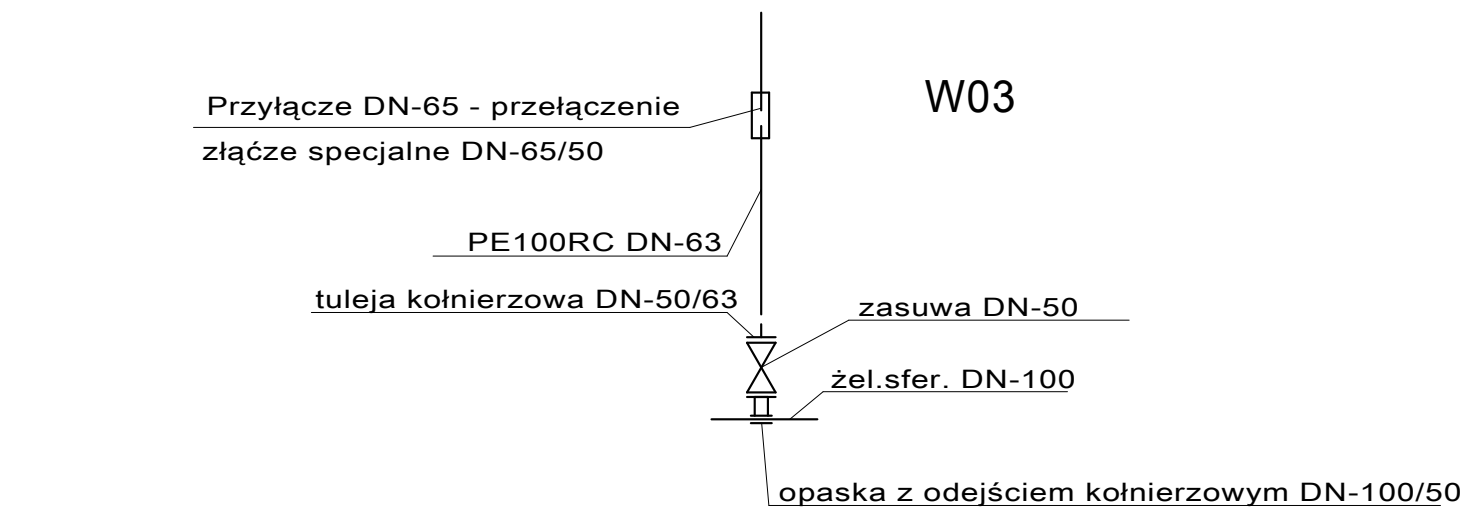 Przyłącze DN-65 - przełączenie
złąćze specjalne DN-65/50
W03
PE100RC DN-63
tuleja kołnierzowa DN-50/63
zasuwa DN-50
żel.sfer. DN-100
opaska z odejściem kołnierzowym DN-100/50